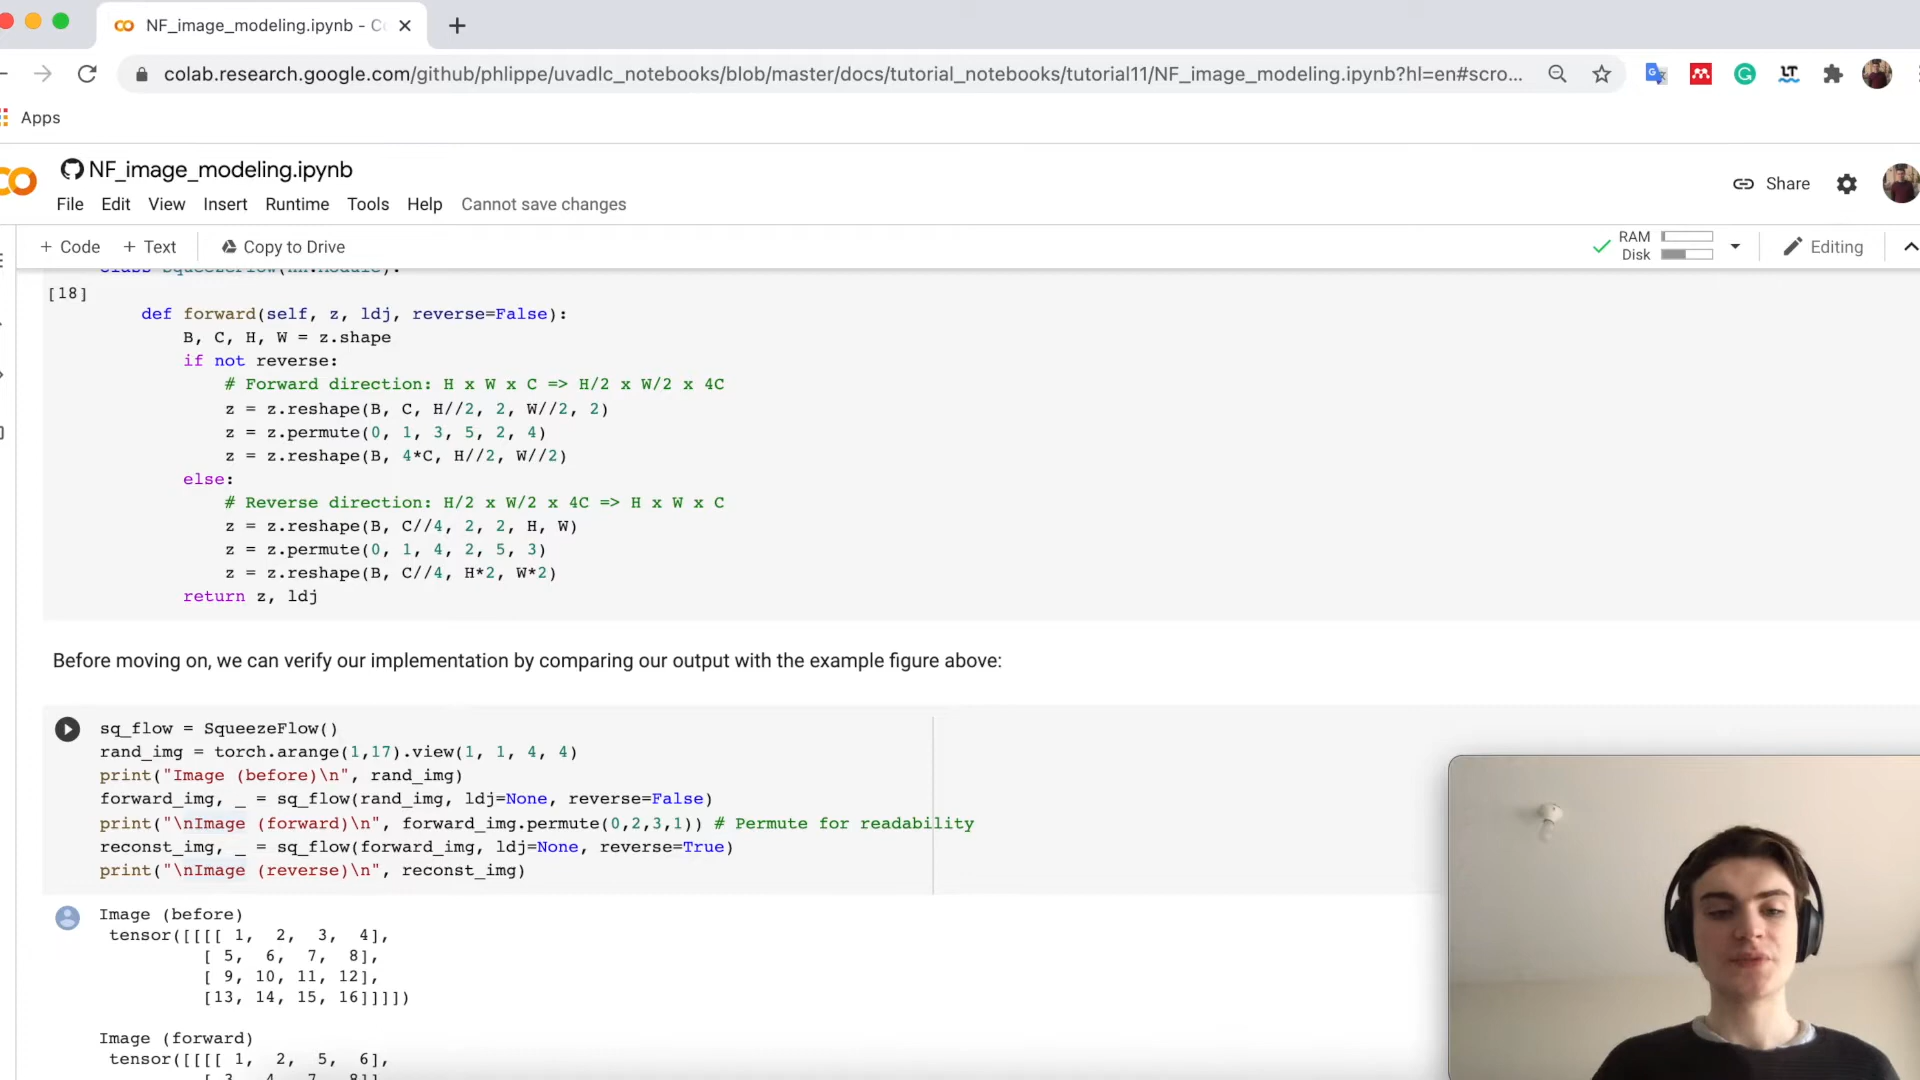 NF_image_modeling.ipynb - Co
colab.research.google.com/github/phlippe/uvadlc_notebooks/blob/master/docs/tutorial_notebooks/tutorial11/NF_image_modeling.ipynb?hl=en#scro...
Apps
NF_image_modeling.ipynb
Share
File Edit View Insert Runtime Tools Help Cannot save changes
+ Code + Text Copy to Drive
RAM
Disk
Editing
class SqueezeFlow(nn.Module):
[18]
def forward(self, z, ldj, reverse=False):
B, C, H, W = z.shape
if not reverse:
# Forward direction: H x W x C => H/2 x W/2 x 4C
z = z.reshape(B, C, H//2, 2, W//2, 2)
z = z.permute(0, 1, 3, 5, 2, 4)
z = z.reshape(B, 4*C, H//2, W//2)
else:
# Reverse direction: H/2 x W/2 x 4C => H x W x C
z = z.reshape(B, C//4, 2, 2, H, W)
z = z.permute(0, 1, 4, 2, 5, 3)
z = z.reshape(B, C//4, H*2, W*2)
return z, ldj
Before moving on, we can verify our implementation by comparing our output with the example figure above:
sq_flow = SqueezeFlow()
rand_img = torch.arange(1,17).view(1, 1, 4, 4)
print("Image (before)\n", rand_img)
forward_img, _ = sq_flow(rand_img, ldj=None, reverse=False)
print("\nImage (forward)\n", forward_img.permute(0,2,3,1)) # Permute for readability
reconst_img, _ = sq_flow(forward_img, ldj=None, reverse=True)
print("\nImage (reverse)\n", reconst_img)
Image (before)
tensor([[[[ 1, 2, 3, 4],
[ 5, 6, 7, 8],
[ 9, 10, 11, 12],
[13, 14, 15, 16]]]])
Image (forward)
tensor([[[[ 1, 2, 5, 6],
[ 3, 4, 7, 8]],